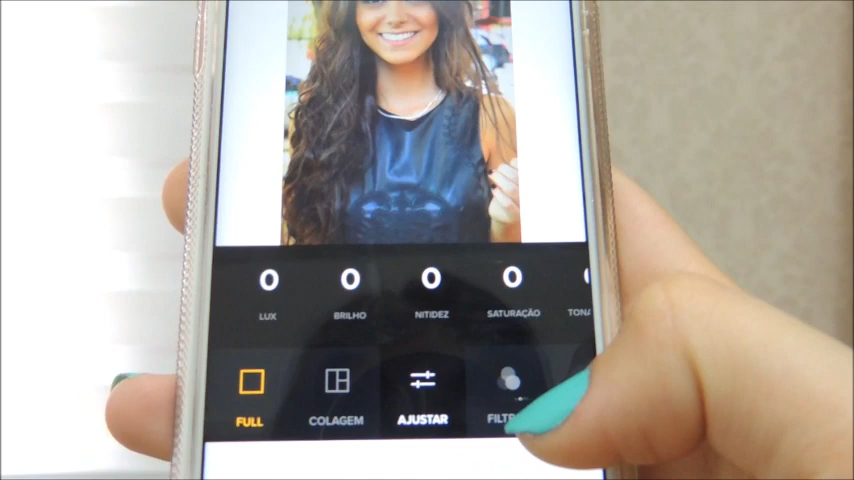 0 0 0 0
LUX BRILHO NITIDEZ SATURAÇÃO
FULL COLAGEM AJUSTAR